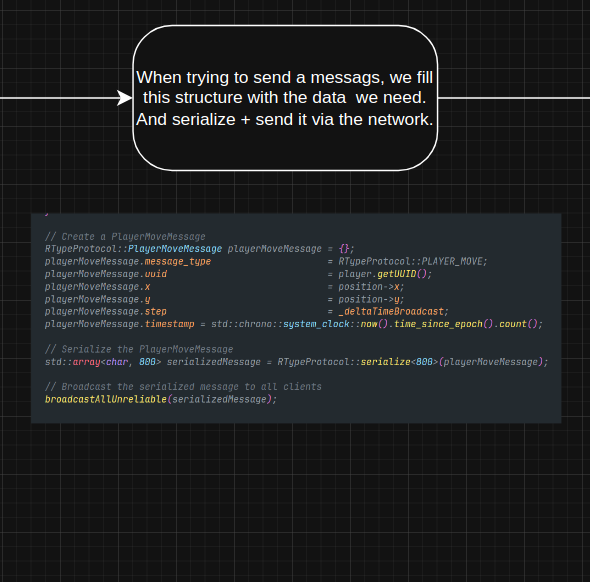 When trying to send a messags, we fill
this structure with the data  we need.
And serialize + send it via the network.
}
// Create a PlayerMoveMessage
RTypeProtocol::PlayerMoveMessage playerMoveMessage = {};
playerMoveMessage.message_type = RTypeProtocol::PLAYER_MOVE;
playerMoveMessage.uuid = player.getUUID();
playerMoveMessage.x = position->x;
playerMoveMessage.y = position->y;
playerMoveMessage.step = _deltaTimeBroadcast;
playerMoveMessage.timestamp = std::chrono::system_clock::now().time_since_epoch().count();
// Serialize the PlayerMoveMessage
std::array<char, 800> serializedMessage = RTypeProtocol::serialize<800>(playerMoveMessage);
// Broadcast the serialized message to all clients
broadcastAllUnreliable(serializedMessage);